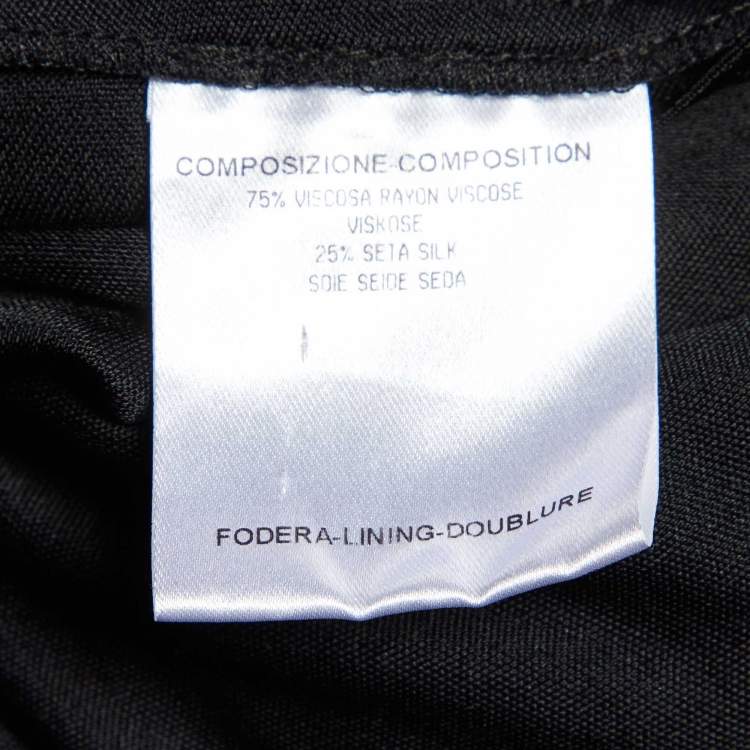 COMPOSIZIONE-COMPOSITION
75% VISCOSA RAYON VISCOSE
VISKOSE
25% SETA SILK
SOIE SEIDE SEDA
FODERA-LINING-DOUBLURE